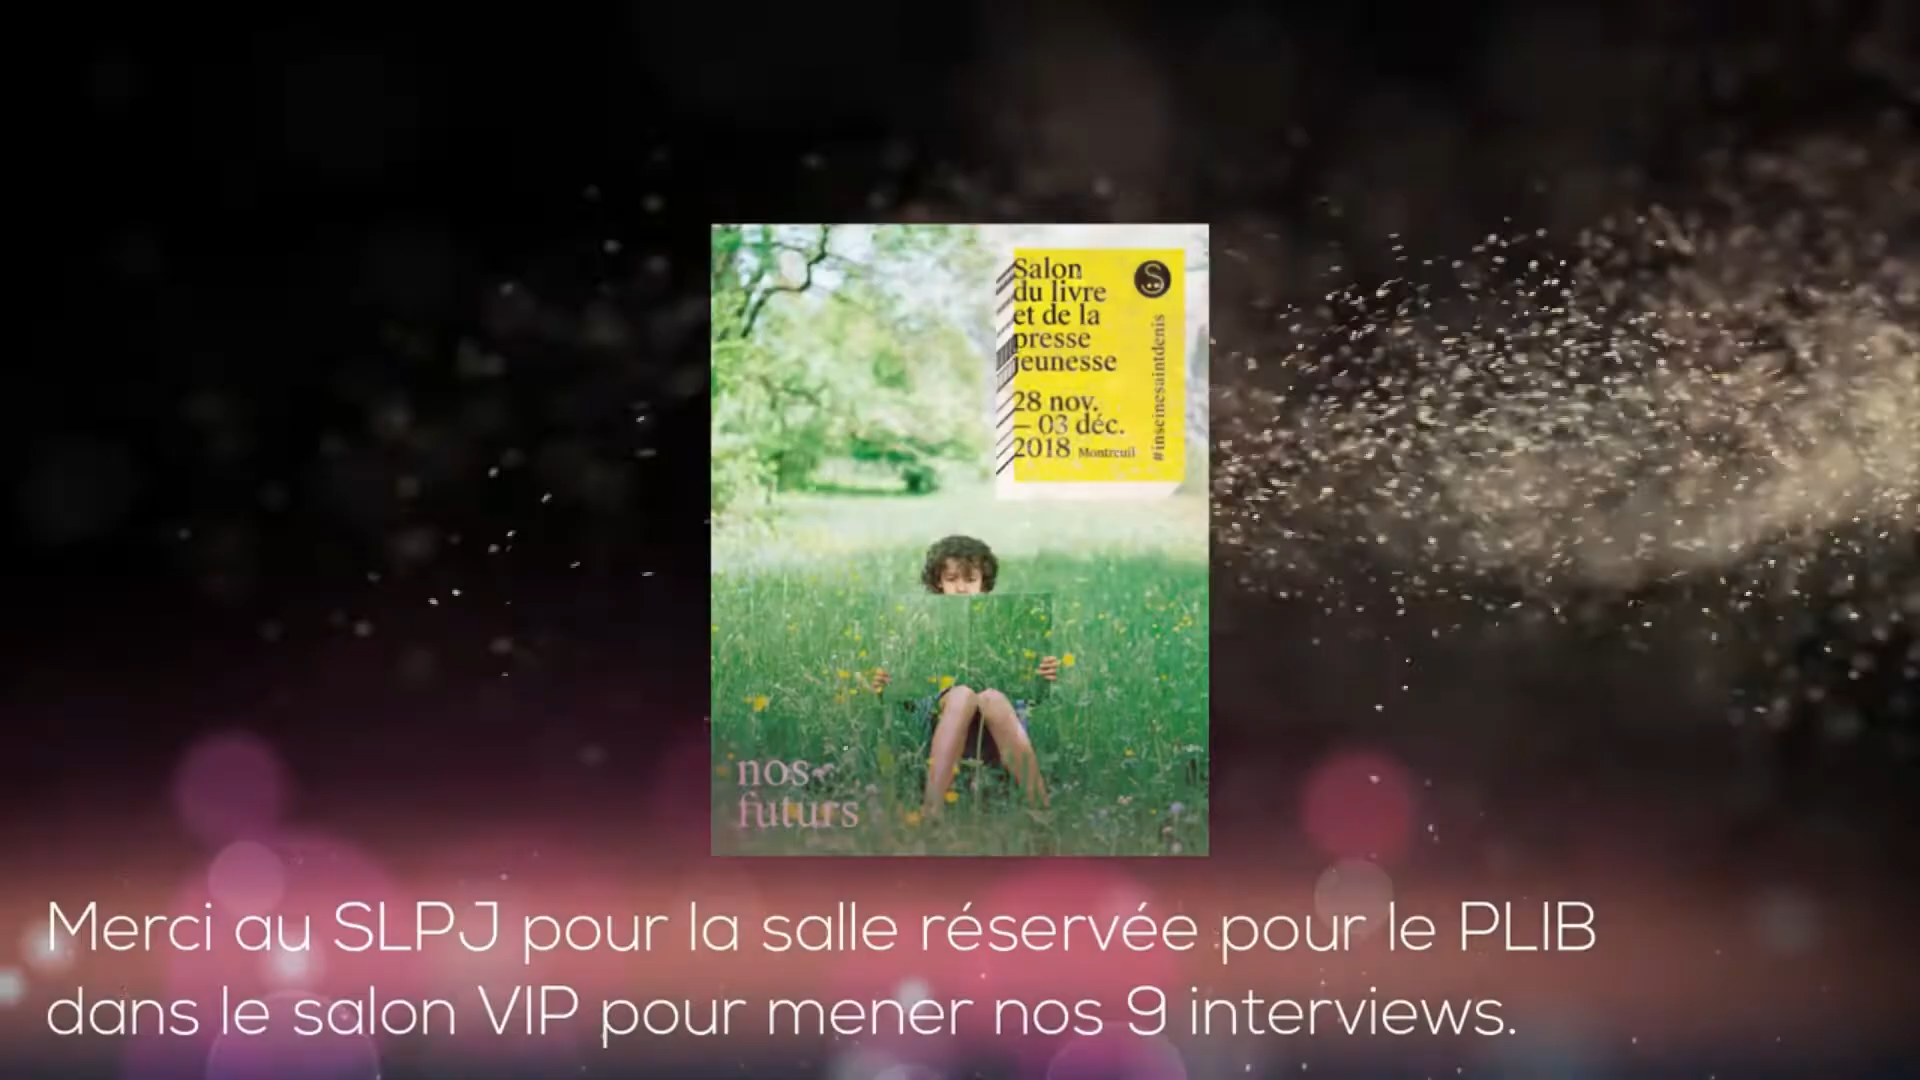 Salon
du livre
et de la
presse
jeunesse
28 nov.
– 03 déc.
2018 Montreuil
#inseinesaintdenis
S
nos
futurs
Merci au SLPJ pour la salle réservée pour le PLIB
dans le salon VIP pour mener nos 9 interviews.